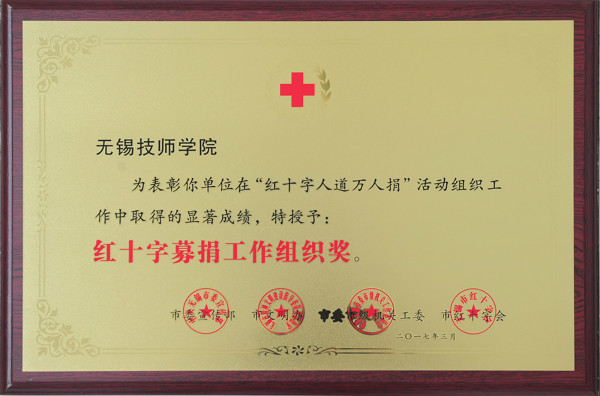 无锡技师学院
为表彰你单位在“红十字人道万人捐”活动组织工
作中取得的显著成绩，特授予：
红十字募捐工作组织奖。
市委宣传部 市文明办 市委市级机关工委 市红十字会
二〇一七年三月